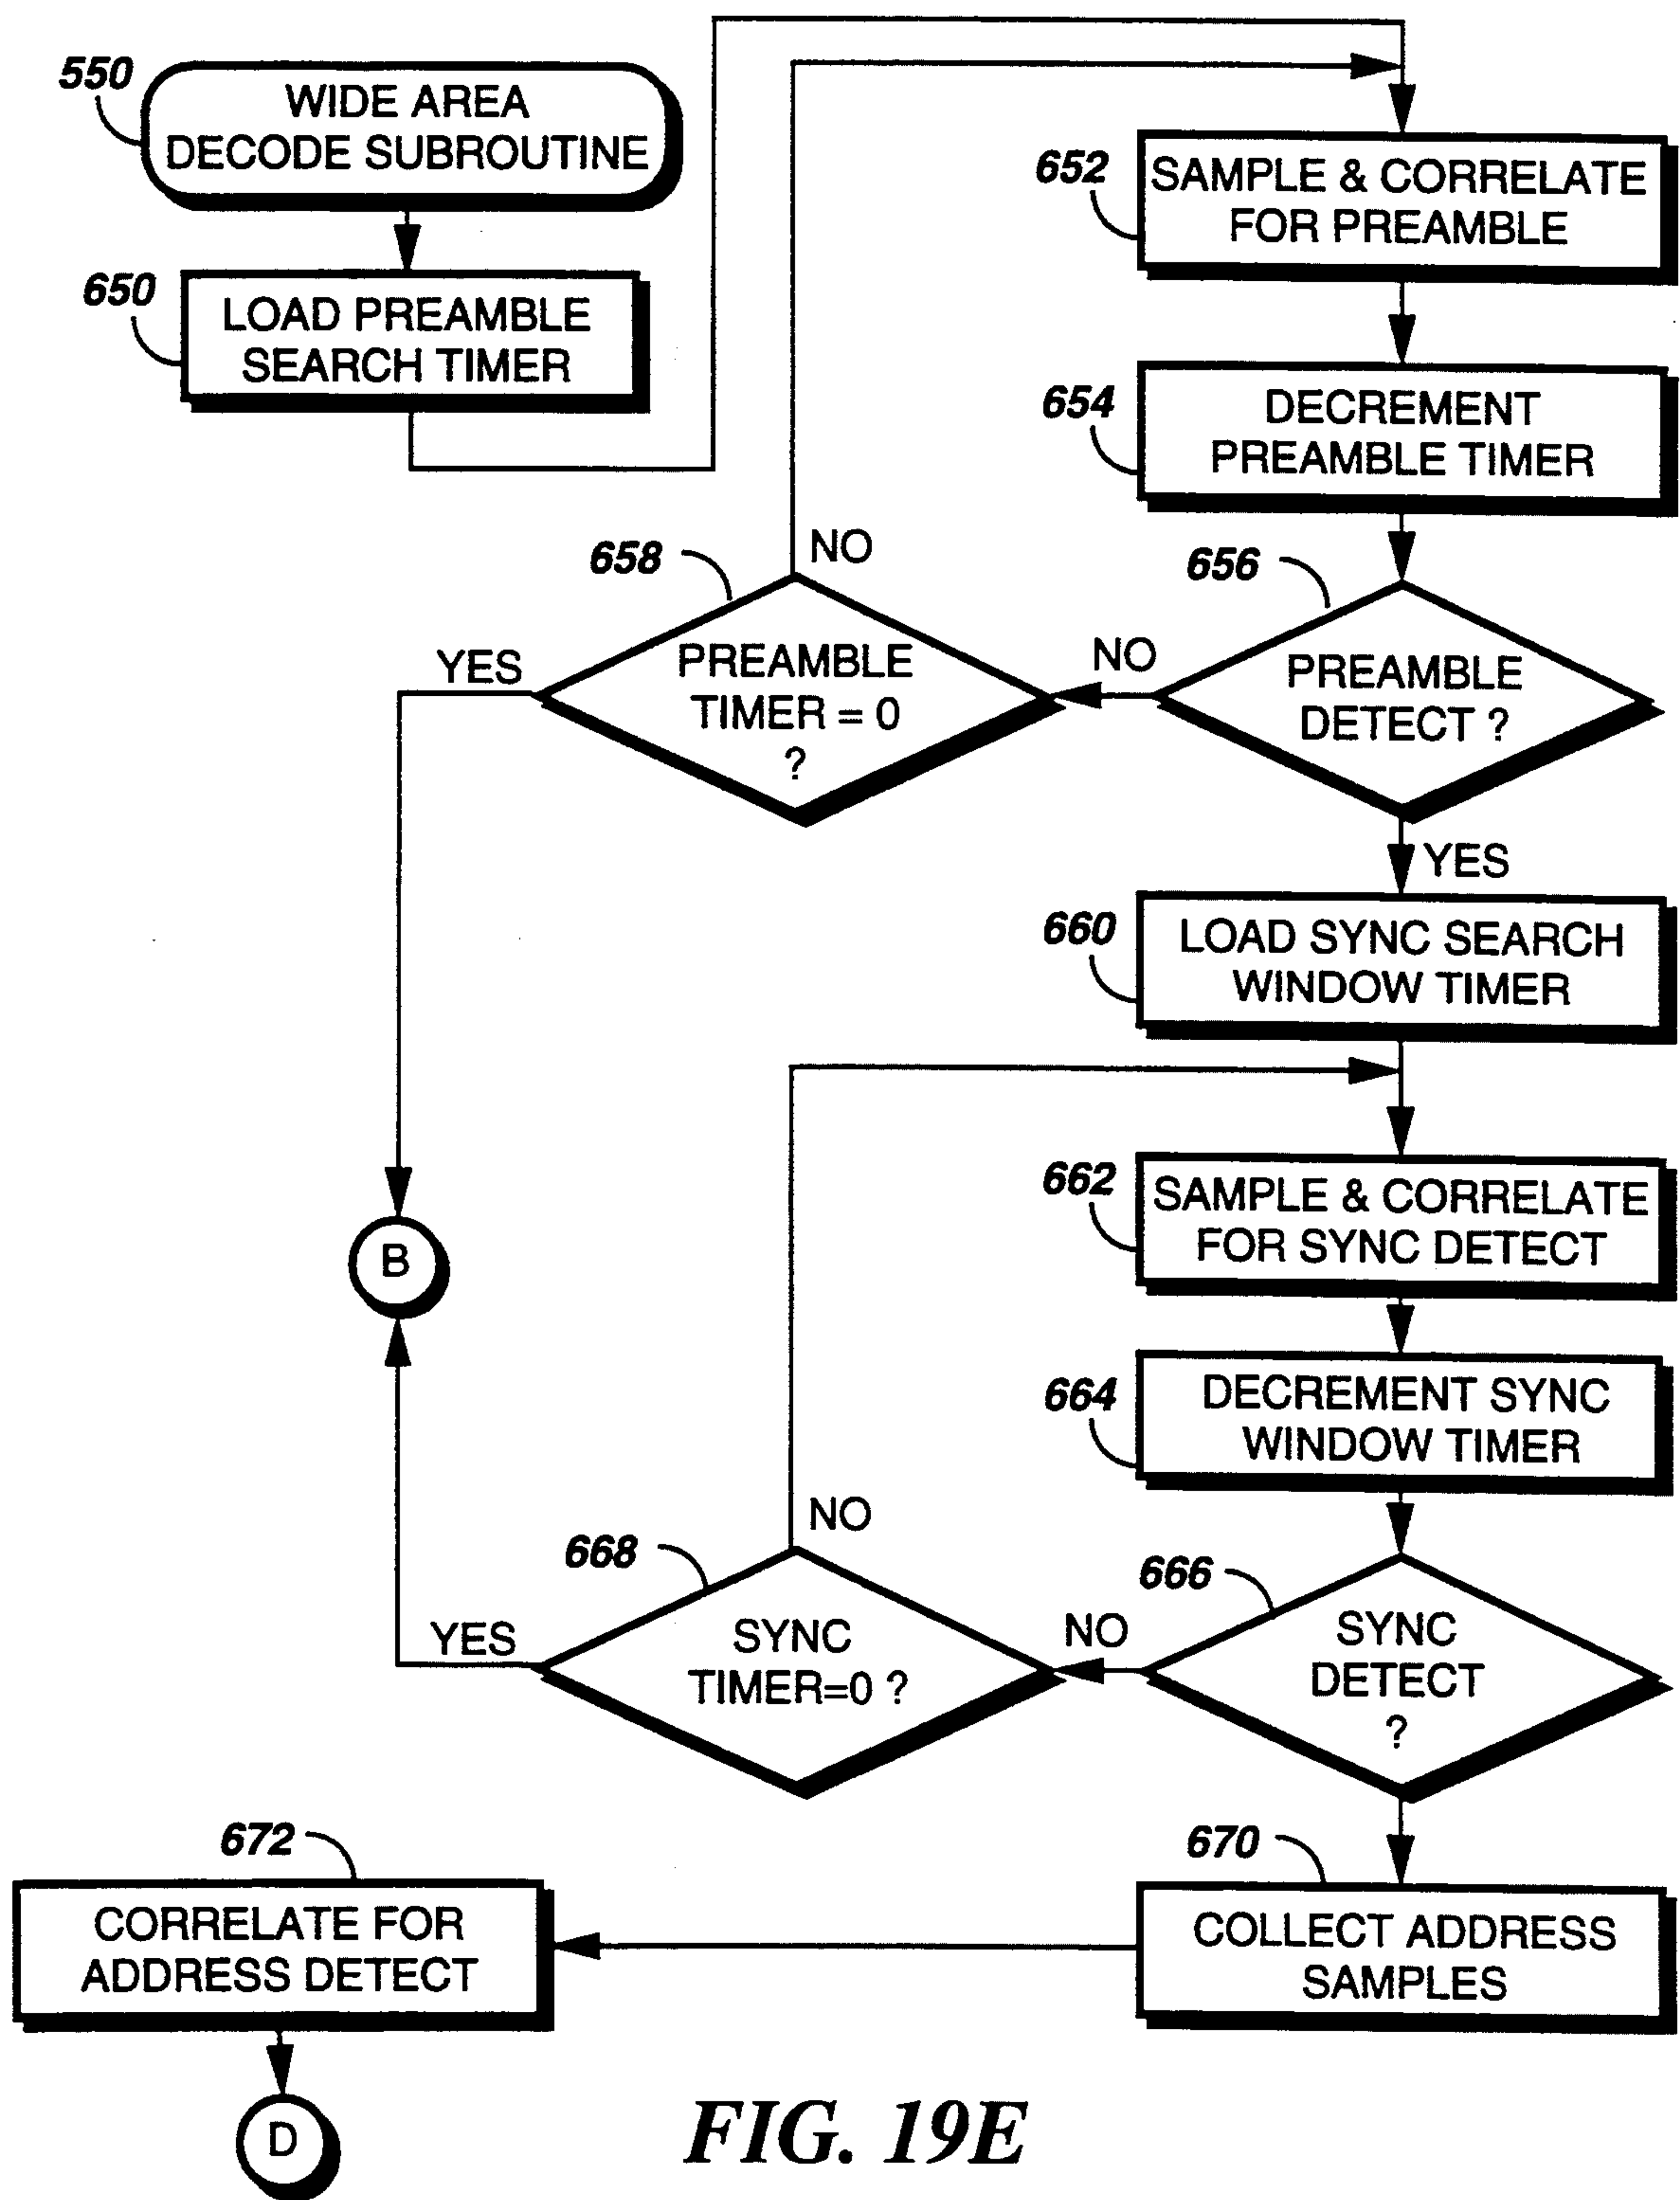 550
WIDE AREA
DECODE SUBROUTINE
650
LOAD PREAMBLE
SEARCH TIMER
652
SAMPLE & CORRELATE
FOR PREAMBLE
654
DECREMENT
PREAMBLE TIMER
656
PREAMBLE
DETECT ?
NO
658
PREAMBLE
TIMER = 0
?
NO
YES
YES
660
LOAD SYNC SEARCH
WINDOW TIMER
662
SAMPLE & CORRELATE
FOR SYNC DETECT
B
664
DECREMENT SYNC
WINDOW TIMER
666
SYNC
DETECT
?
NO
668
SYNC
TIMER=0 ?
NO
YES
670
COLLECT ADDRESS
SAMPLES
672
CORRELATE FOR
ADDRESS DETECT
D
FIG. 19E